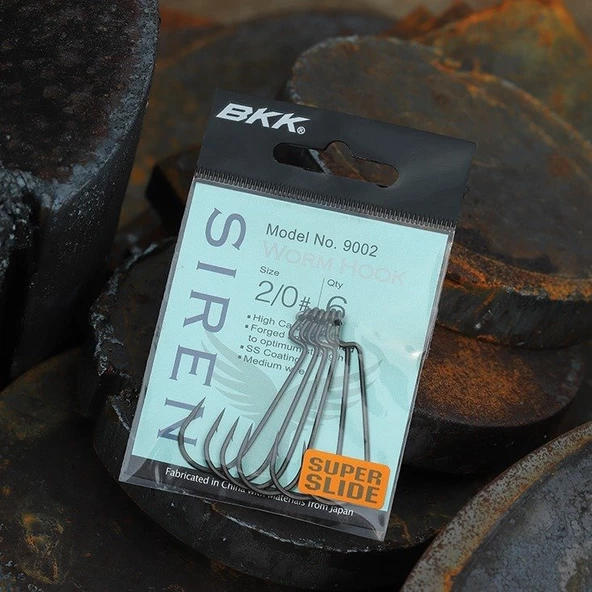 BKK®
SIREN
Model No. 9002
WORM HOOK
Size
Qty
2/0#
6
• High Ca
• Forged
to optimum
• SS Coating
• Medium
SUPER
SLIDE
Fabricated in China with materials from Japan